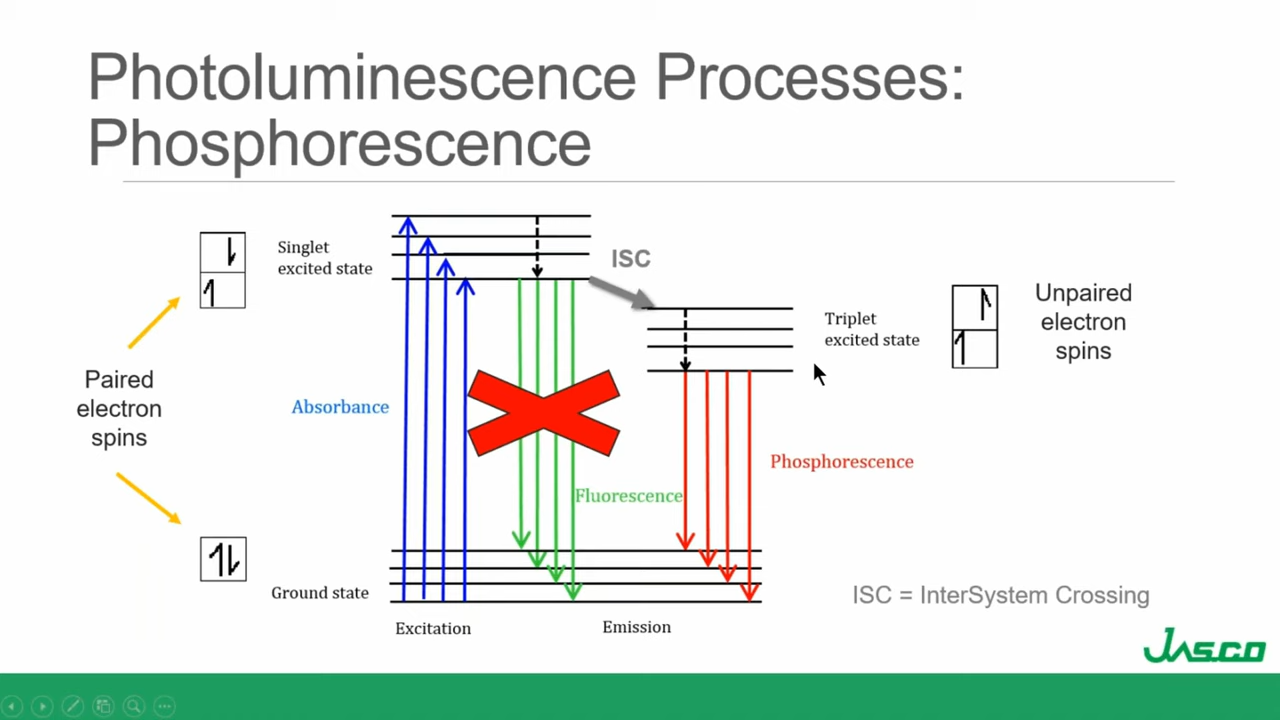 Photoluminescence Processes:
Phosphorescence
Singlet
excited state
ISC
Triplet
excited state
Unpaired
electron
spins
Paired
electron
spins
Absorbance
Phosphorescence
Fluorescence
Ground state
ISC = InterSystem Crossing
Excitation
Emission
Jasco